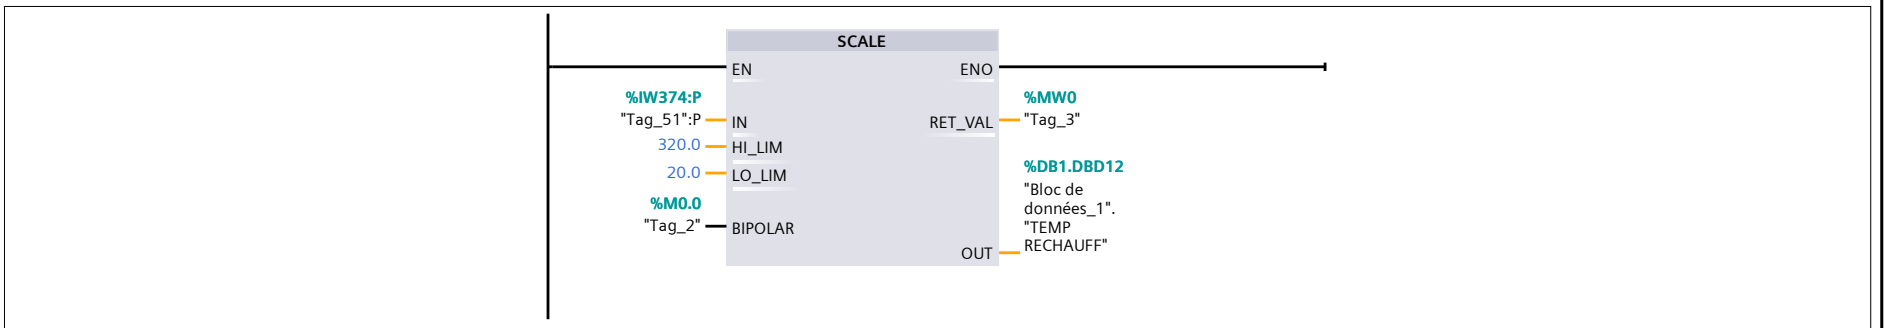 SCALE
EN
ENO
%IW374:P
"Tag_51":P
IN
%MW0
"Tag_3"
RET_VAL
320.0
HI_LIM
20.0
LO_LIM
%DB1.DBD12
"Bloc de
données_1".
"TEMP
RECHAUFF"
%M0.0
"Tag_2"
BIPOLAR
OUT